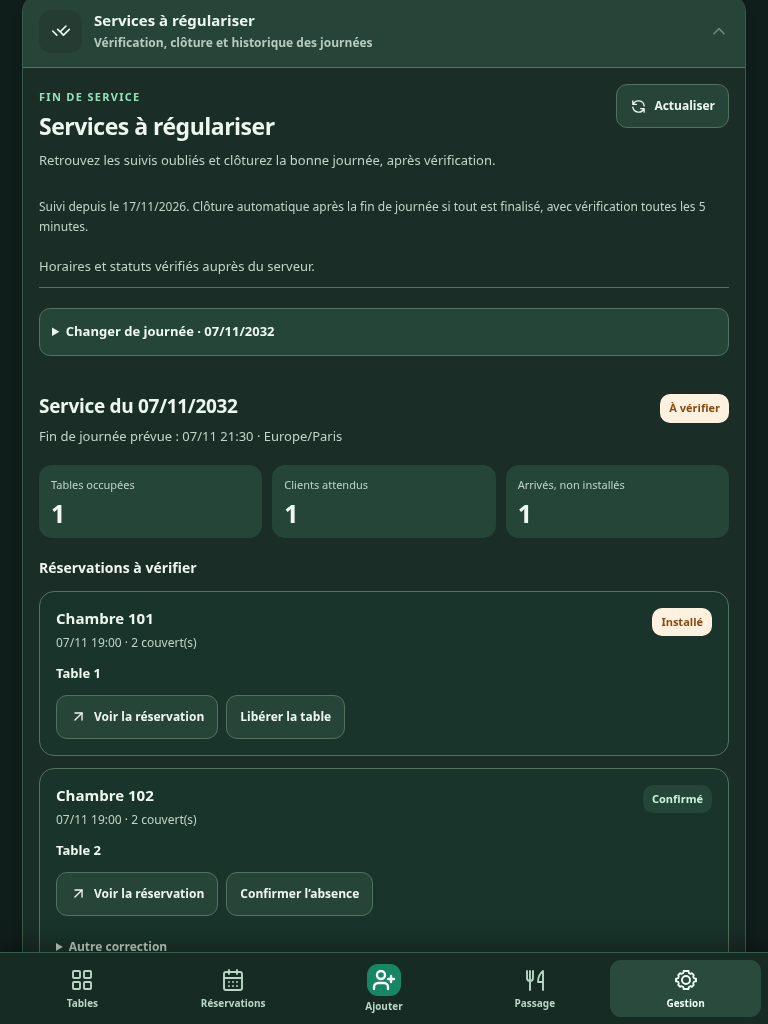 Services à régulariser
Vérification, clôture et historique des journées
FIN DE SERVICE
Actualiser
Services à régulariser
Retrouvez les suivis oubliés et clôturez la bonne journée, après vérification.
Suivi depuis le 17/11/2026. Clôture automatique après la fin de journée si tout est finalisé, avec vérification toutes les 5
minutes.
Horaires et statuts vérifiés auprès du serveur.
Changer de journée · 07/11/2032
Service du 07/11/2032
À vérifier
Fin de journée prévue : 07/11 21:30 · Europe/Paris
Tables occupées
1
Clients attendus
1
Arrivés, non installés
1
Réservations à vérifier
Chambre 101
Installé
07/11 19:00 · 2 couvert(s)
Table 1
Voir la réservation
Libérer la table
Chambre 102
Confirmé
07/11 19:00 · 2 couvert(s)
Table 2
Voir la réservation
Confirmer l’absence
Autre correction
Tables
Réservations
Ajouter
Passage
Gestion